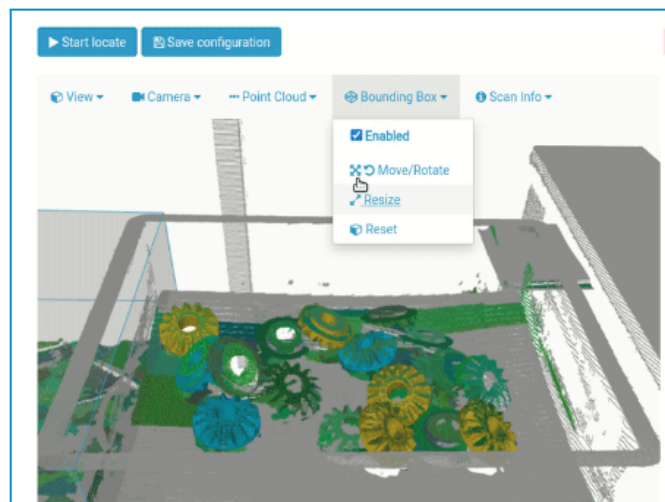 Start locate Save configuration
View Camera Point Cloud Bounding Box Scan Info
Enabled
Move/Rotate
Resize
Reset